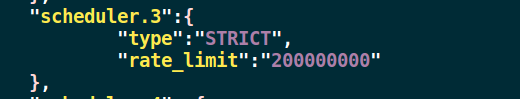 "scheduler.3":{
"type":"STRICT",
"rate_limit":"200000000"
},